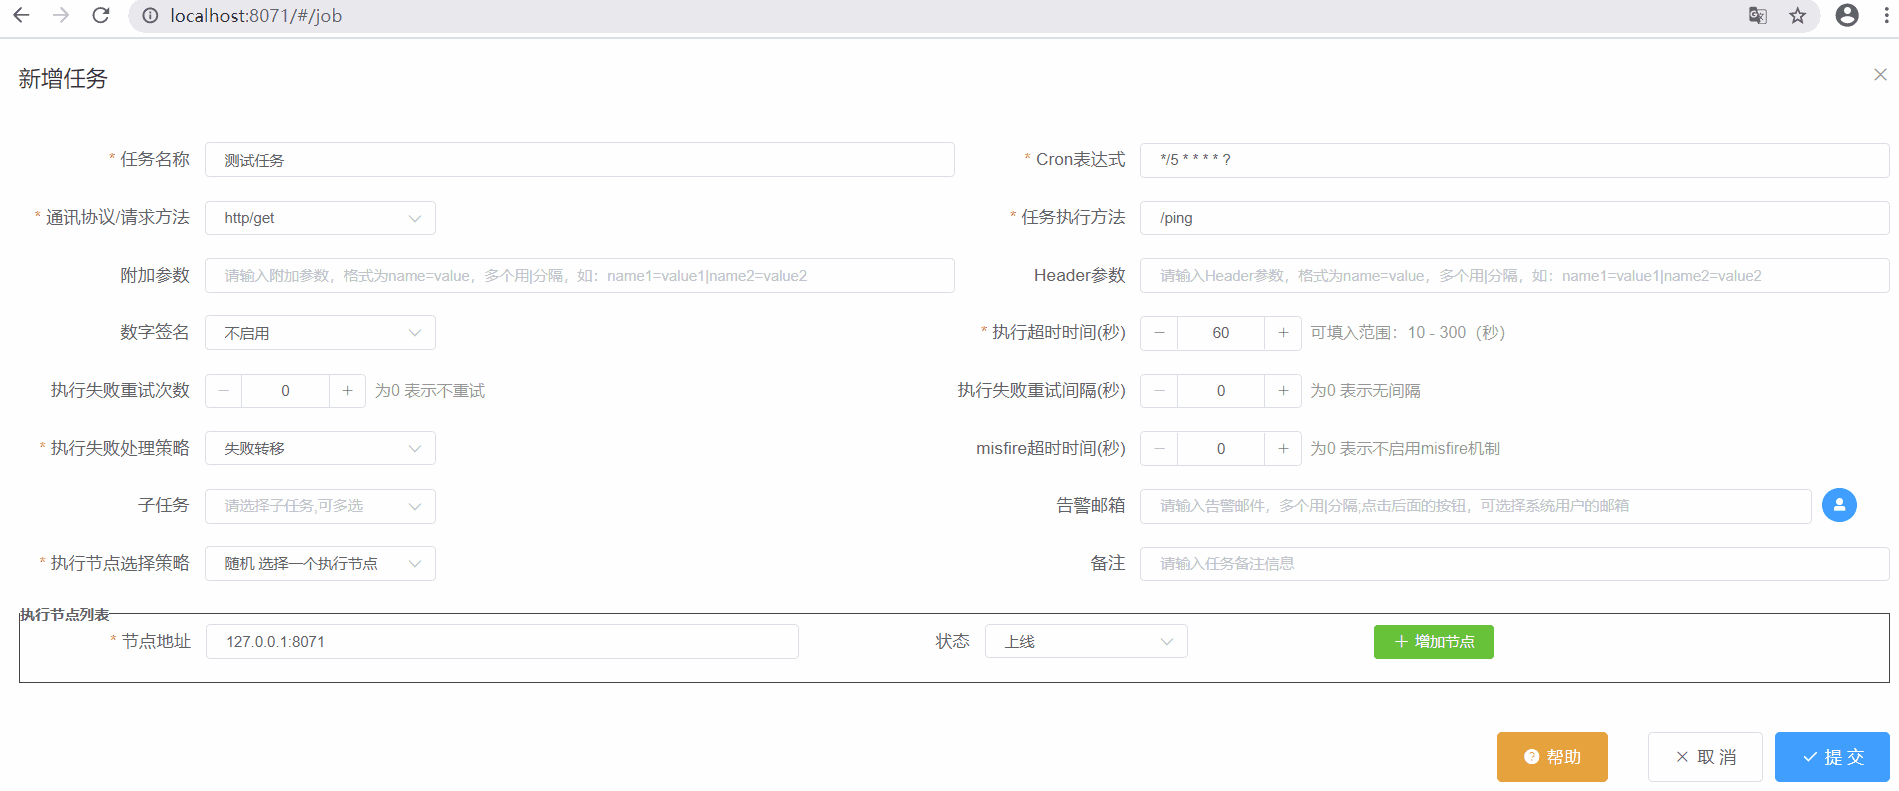 localhost:8071/#/job
新增任务
* 任务名称 测试任务 * Cron表达式 */5 * * * * ?
* 通讯协议/请求方法 http/get * 任务执行方法 /ping
附加参数 请输入附加参数，格式为name=value，多个用|分隔，如：name1=value1|name2=value2 Header参数 请输入Header参数，格式为name=value，多个用|分隔，如：name1=value1|name2=value2
数字签名 不启用 * 执行超时时间(秒) − 60 + 可填入范围：10 - 300（秒）
执行失败重试次数 − 0 + 为0 表示不重试 执行失败重试间隔(秒) − 0 + 为0 表示无间隔
* 执行失败处理策略 失败转移 misfire超时时间(秒) − 0 + 为0 表示不启用misfire机制
子任务 请选择子任务,可多选 告警邮箱 请输入告警邮件，多个用|分隔;点击后面的按钮，可选择系统用户的邮箱
* 执行节点选择策略 随机 选择一个执行节点 备注 请输入任务备注信息
执行节点列表
* 节点地址 127.0.0.1:8071 状态 上线 + 增加节点
帮助 取 消 提 交